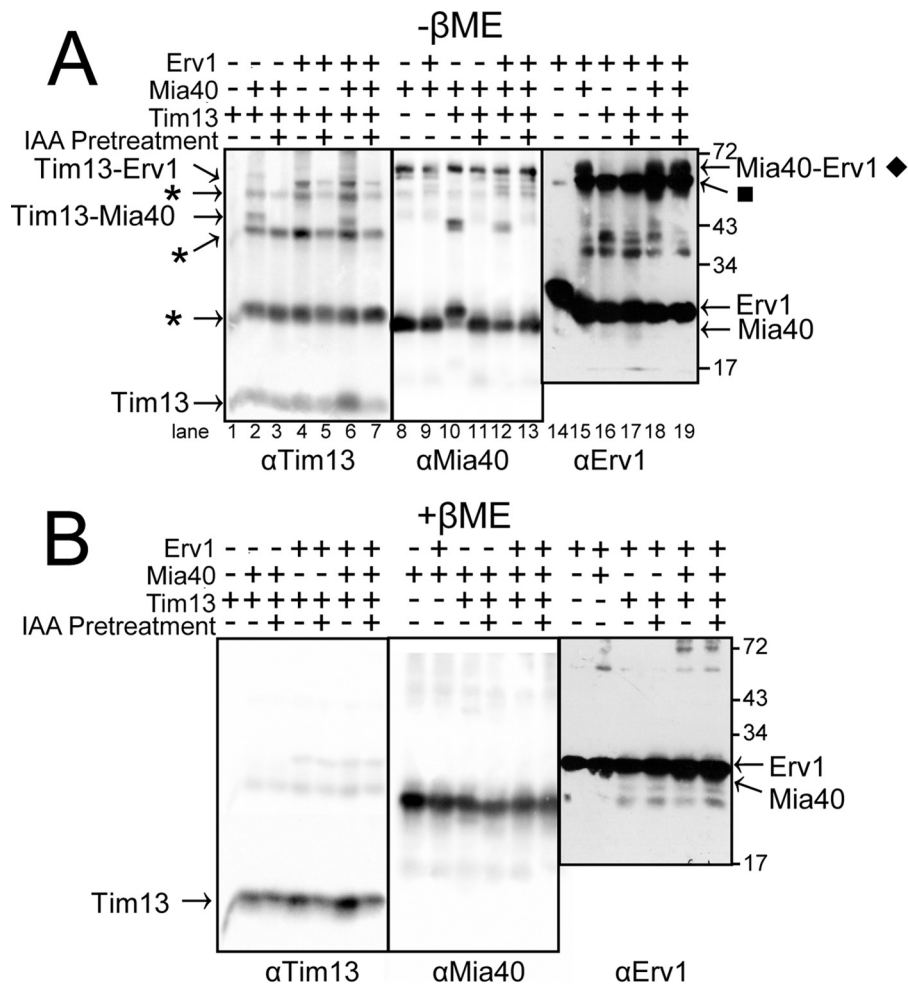 A
-βME
Erv1 - - - + + + + - + - - + + + + + + + +
Mia40 - + + - - + + + + + + + + - + - - + +
Tim13 + + + + + + + - - + + + + - - + + + +
IAA Pretreatment + + + + + + +
Tim13-Erv1
*
Tim13-Mia40
*
*
Tim13
72
Mia40-Erv1 ◆
■
43
34
Erv1
Mia40
17
lane 1 2 3 4 5 6 7 8 9 10 11 12 13 14 15 16 17 18 19
αTim13 αMia40 αErv1
B
+βME
Erv1 - - - + + + + - + - - + + + + + + + +
Mia40 - + + - - + + + + + + + + - + - - + +
Tim13 + + + + + + + - - + + + + - - + + + +
IAA Pretreatment + + + + + + +
72
43
34
Erv1
Mia40
17
Tim13
αTim13 αMia40 αErv1